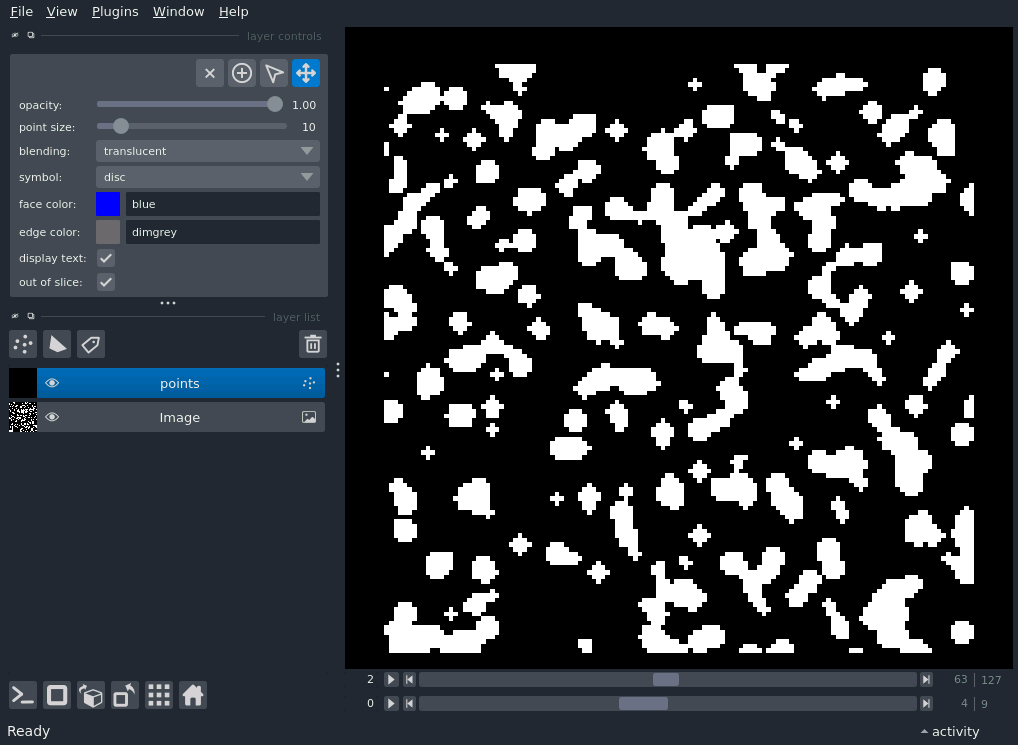 File View Plugins Window Help
layer controls
opacity: 1.00
point size: 10
blending: translucent
symbol: disc
face color: blue
edge color: dimgrey
display text:
out of slice:
layer list
points
Image
2 63 127
0 4 9
Ready activity